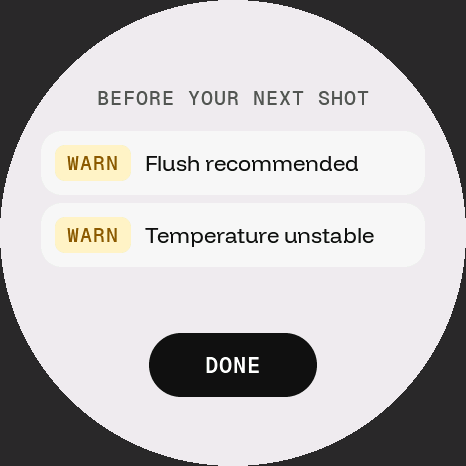 BEFORE YOUR NEXT SHOT
WARN Flush recommended
WARN Temperature unstable
DONE